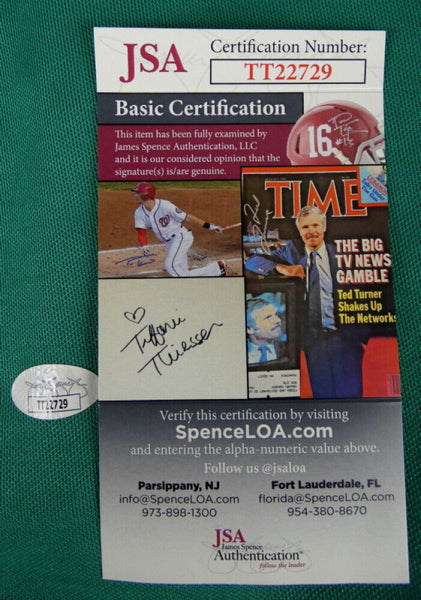 JSA
Certification Number:
TT22729
Basic Certification
This item has been fully examined by
James Spence Authentication, LLC
and it is our considered opinion that the
signature(s) is/are genuine.
16
TIME
THE BIG
TV NEWS
GAMBLE
Ted Turner
Shakes Up
The Networks
Tiffani
Thiessen
TT22729
Verify this certification by visiting
SpenceLOA.com
and entering the alpha-numeric value above.
Follow us @jsaloa
Parsippany, NJ
info@SpenceLOA.com
973-898-1300
Fort Lauderdale, FL
florida@SpenceLOA.com
954-380-8670
JSA
James Spence
Authentication™
follow the leader